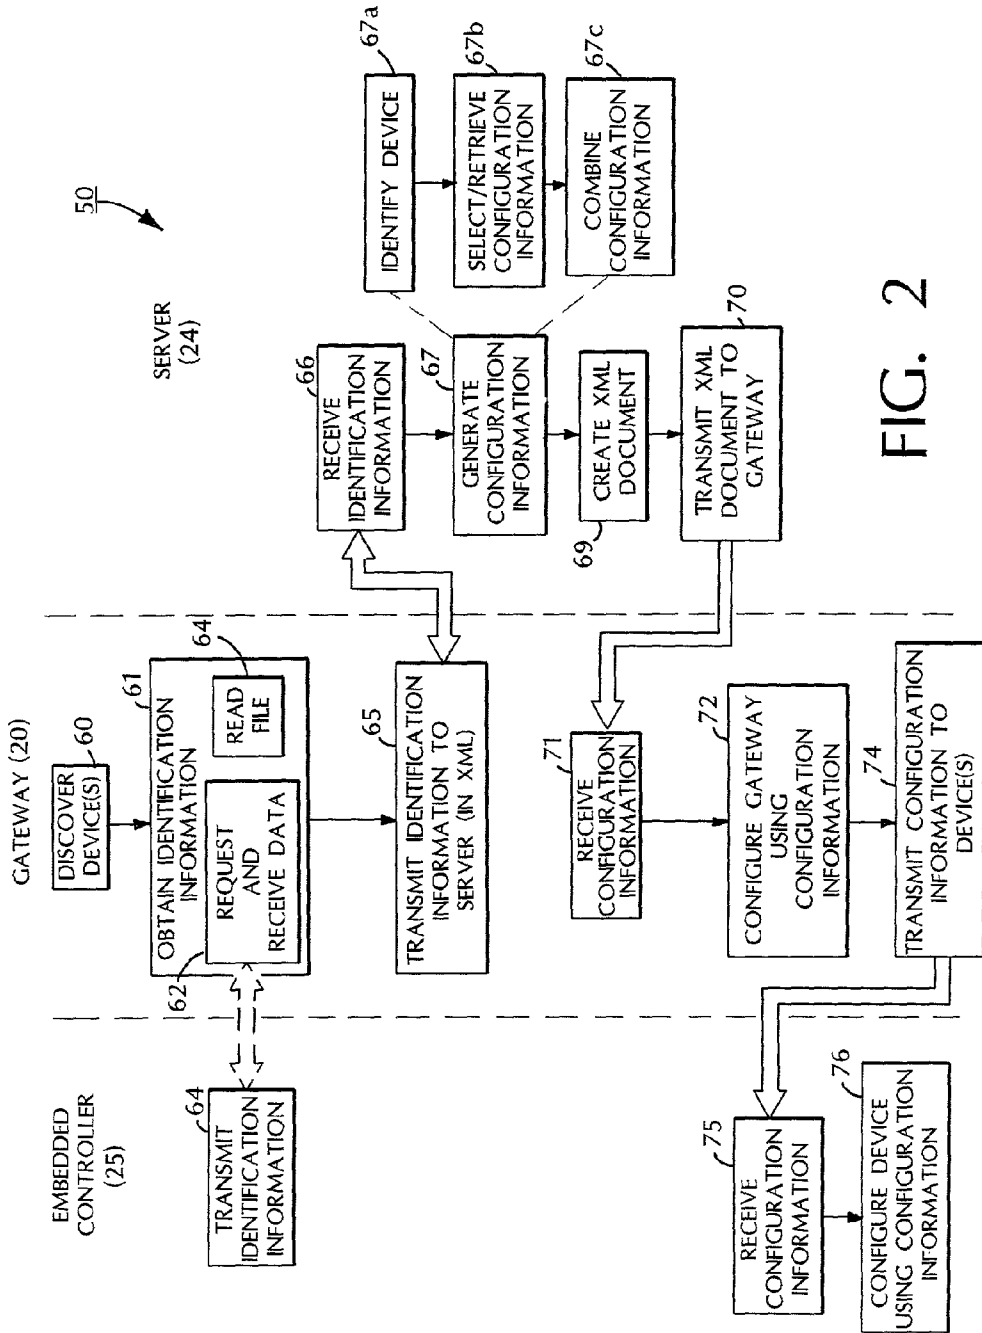 EMBEDDED
CONTROLLER
(25)
GATEWAY (20)
SERVER
(24)
50
DISCOVER
DEVICE(S)
60
61
OBTAIN IDENTIFICATION
INFORMATION
62
REQUEST
AND
RECEIVE DATA
64
READ
FILE
64
TRANSMIT
IDENTIFICATION
INFORMATION
65
TRANSMIT IDENTIFICATION
INFORMATION TO
SERVER (IN XML)
66
RECEIVE
IDENTIFICATION
INFORMATION
67
GENERATE
CONFIGURATION
INFORMATION
67a
IDENTIFY DEVICE
67b
SELECT/RETRIEVE
CONFIGURATION
INFORMATION
67c
COMBINE
CONFIGURATION
INFORMATION
69
CREATE XML
DOCUMENT
70
TRANSMIT XML
DOCUMENT TO
GATEWAY
71
RECEIVE
CONFIGURATION
INFORMATION
72
CONFIGURE GATEWAY
USING
CONFIGURATION
INFORMATION
74
TRANSMIT CONFIGURATION
INFORMATION TO
DEVICE(S)
75
RECEIVE
CONFIGURATION
INFORMATION
76
CONFIGURE DEVICE
USING CONFIGURATION
INFORMATION
FIG. 2